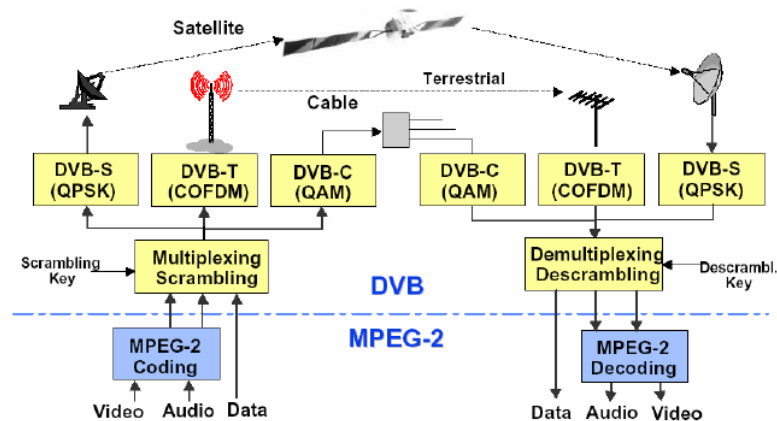 Satellite
Terrestrial
Cable
DVB-S
(QPSK)
DVB-T
(COFDM)
DVB-C
(QAM)
DVB-C
(QAM)
DVB-T
(COFDM)
DVB-S
(QPSK)
Scrambling
Key
Multiplexing
Scrambling
Demultiplexing
Descrambling
Descrambl.
Key
DVB
MPEG-2
MPEG-2
Coding
MPEG-2
Decoding
Video
Audio
Data
Data
Audio
Video